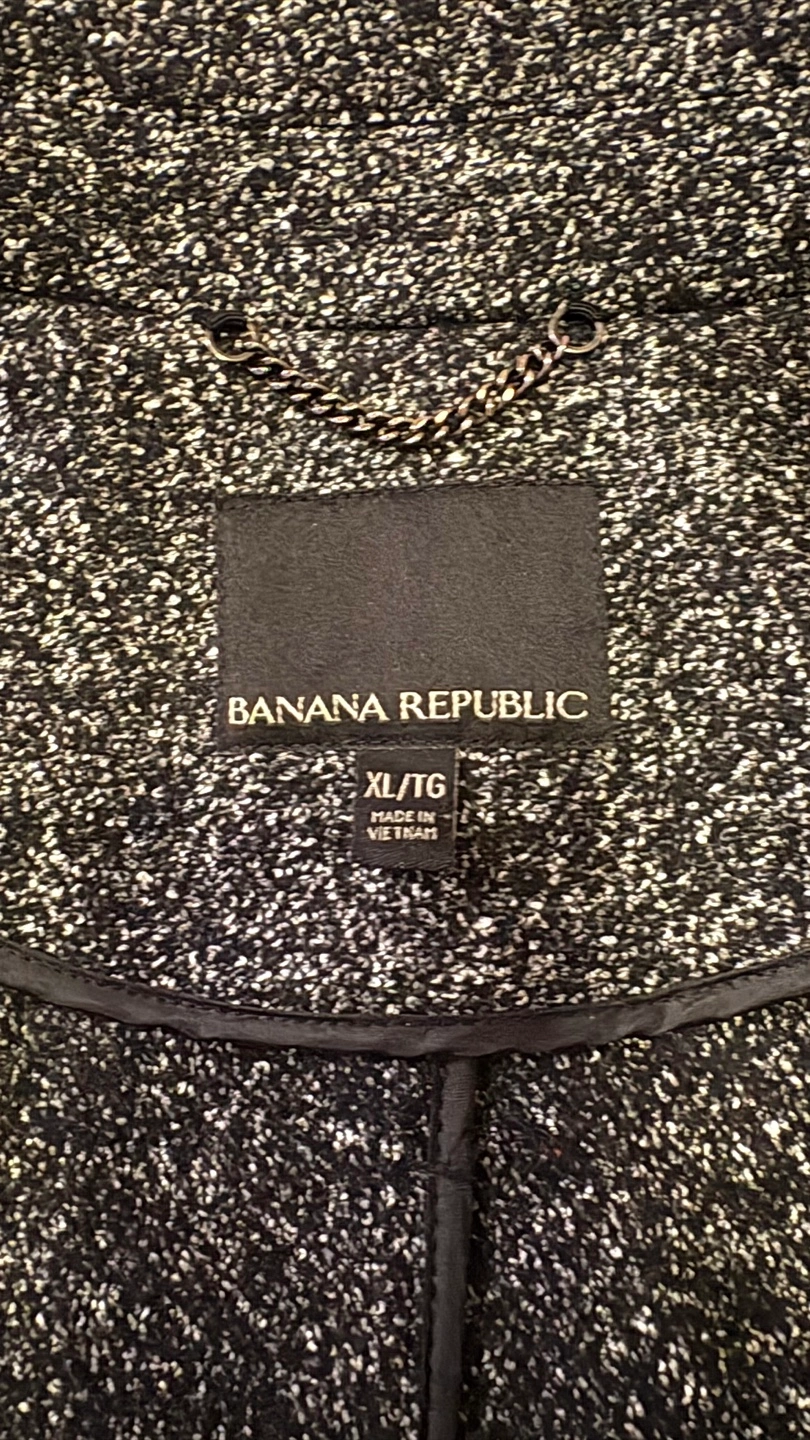 BANANA REPUBLIC
XL/TG
MADE IN
VIETNAM